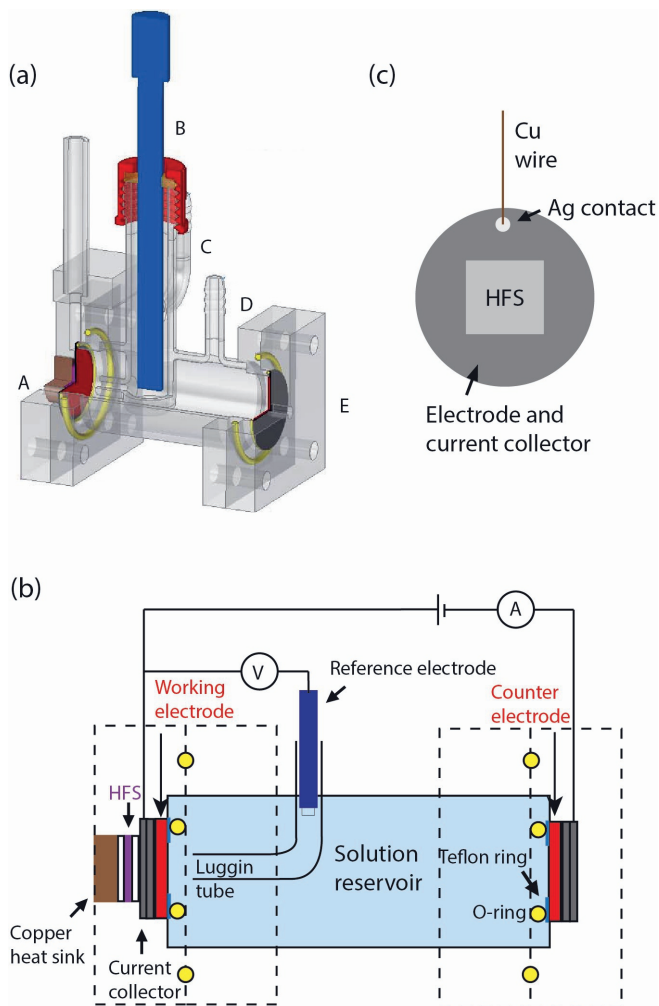 (a)
B
C
D
A
E
(c)
Cu
wire
Ag contact
HFS
Electrode and
current collector
(b)
A
V
Reference electrode
Working
electrode
Counter
electrode
HFS
Luggin
tube
Solution
reservoir
Teflon ring
O-ring
Copper
heat sink
Current
collector